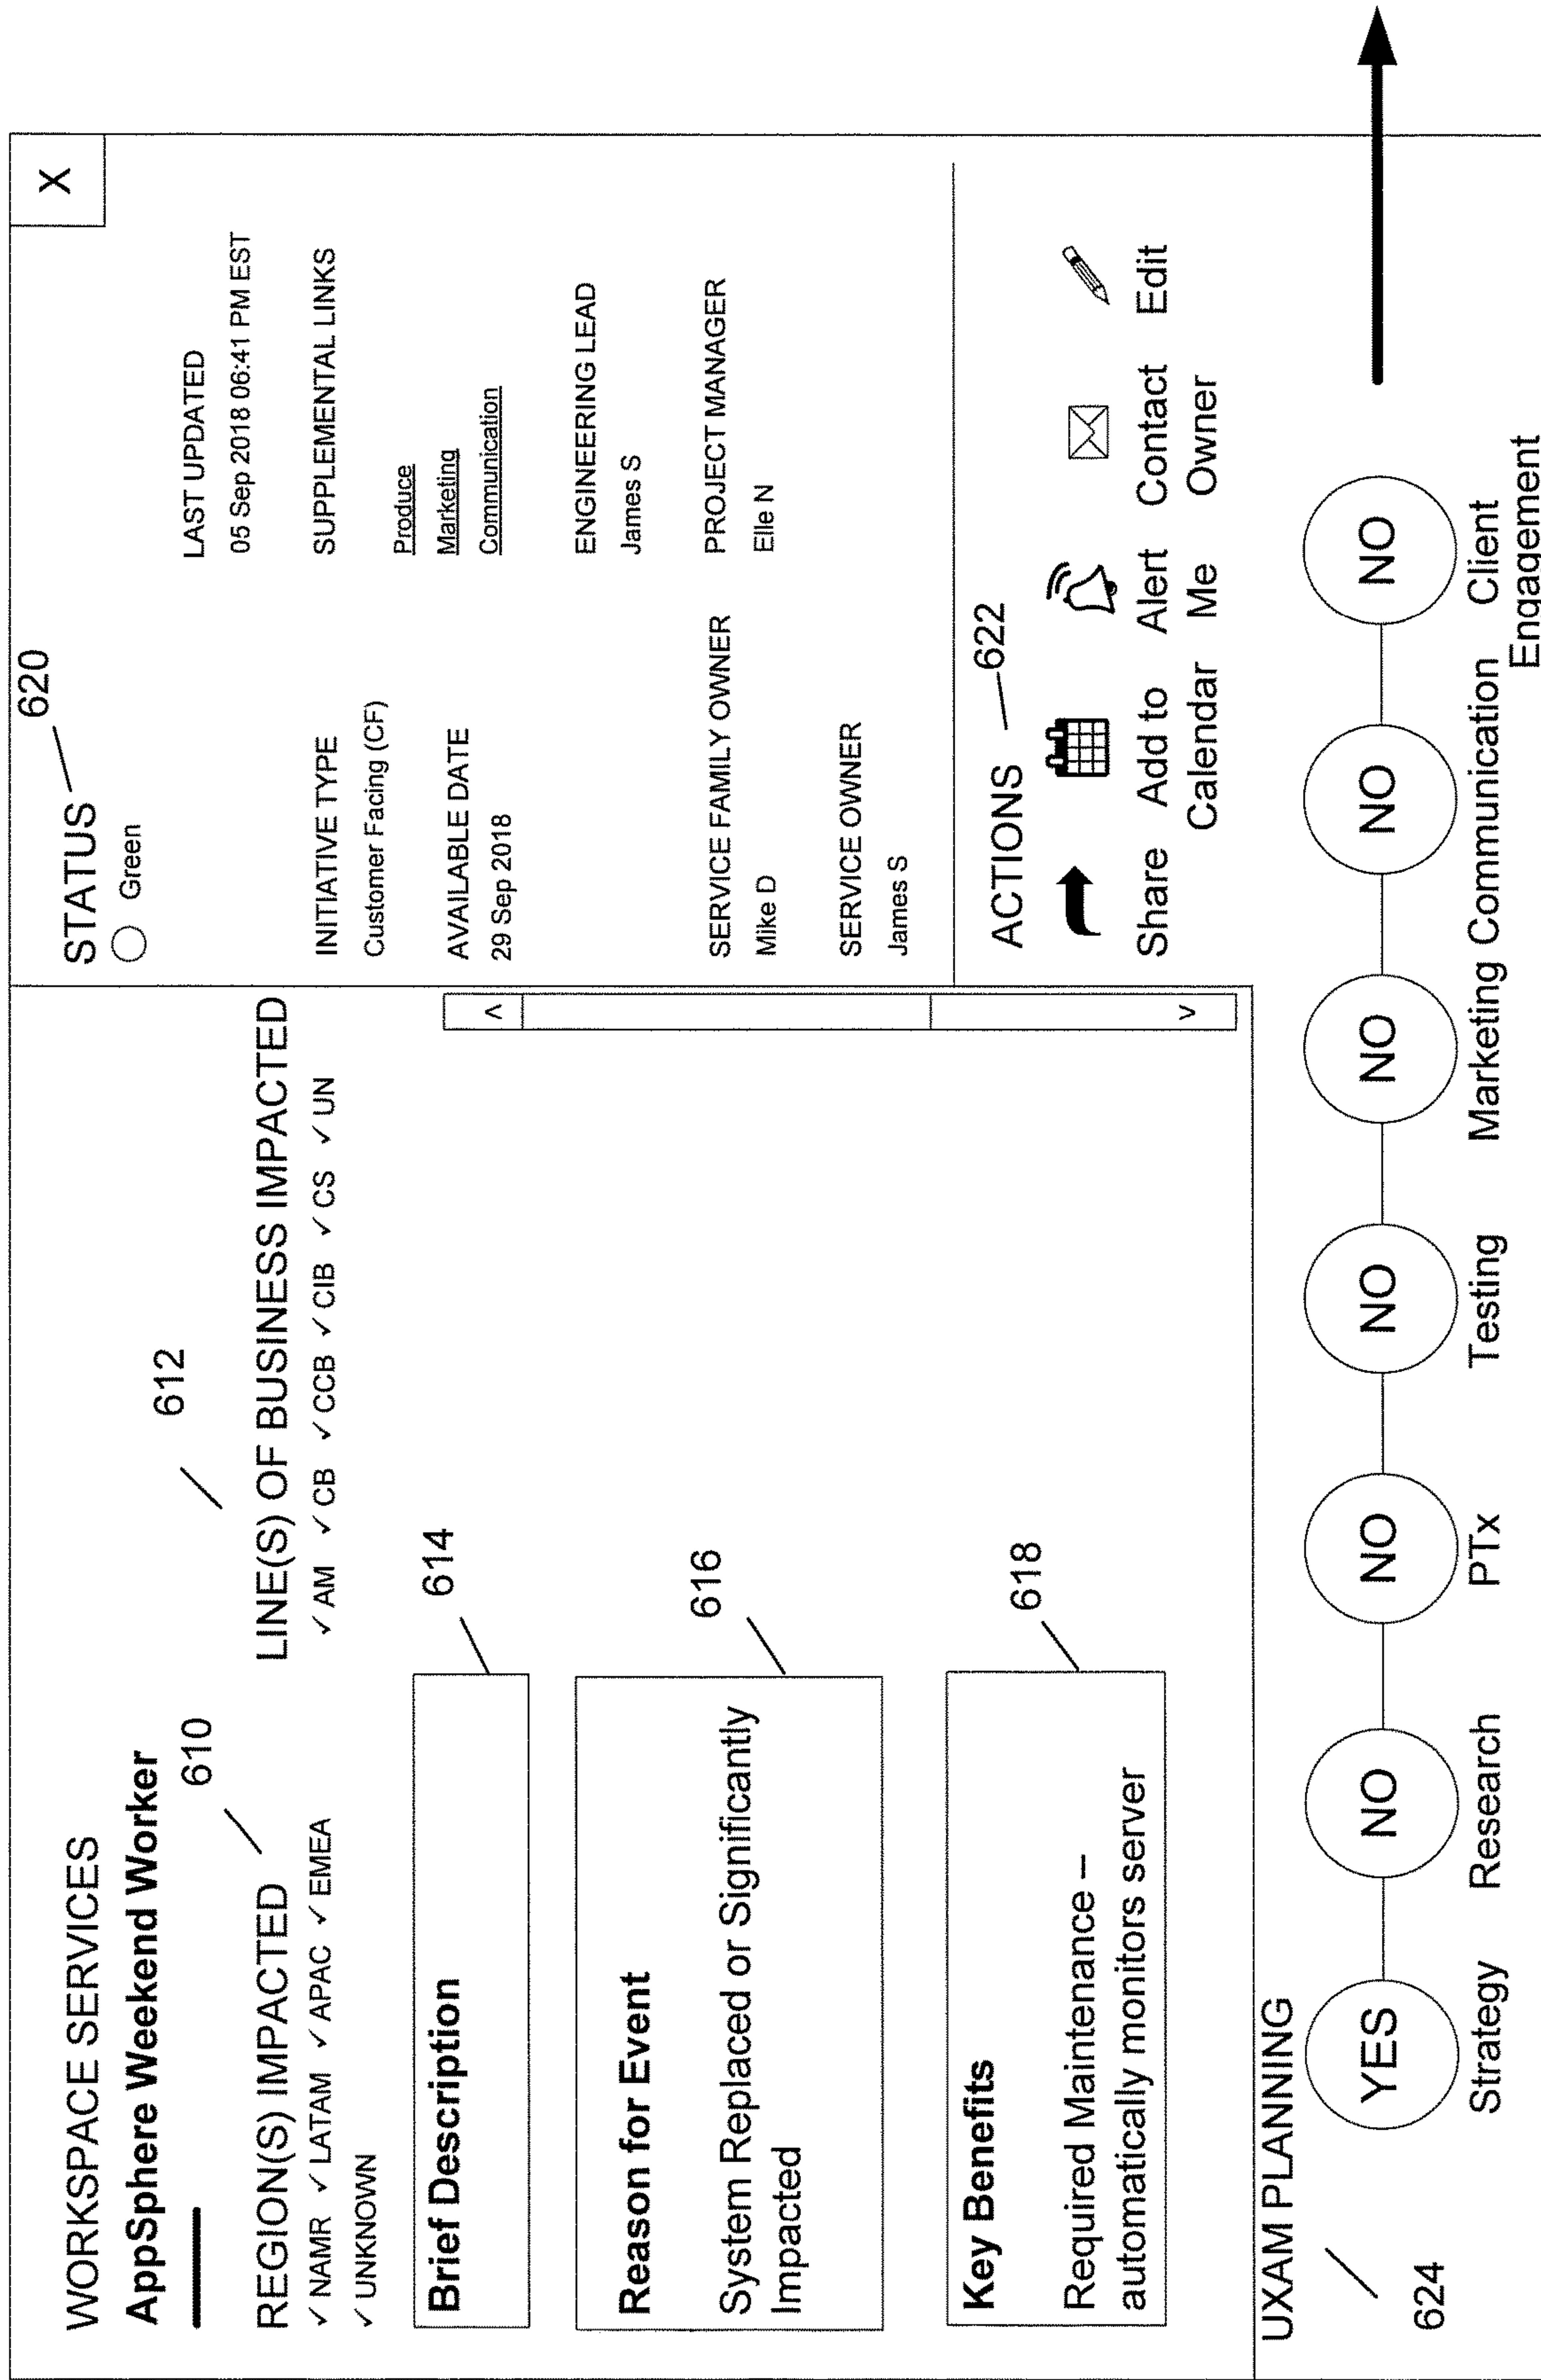 WORKSPACE SERVICES
AppSphere Weekend Worker
610
REGION(S) IMPACTED
✓ NAMR ✓ LATAM ✓ APAC ✓ EMEA
✓ UNKNOWN
612
LINE(S) OF BUSINESS IMPACTED
✓ AM ✓ CB ✓ CCB ✓ CIB ✓ CS ✓ UN
Brief Description
614
Reason for Event
System Replaced or Significantly
Impacted
616
Key Benefits
Required Maintenance –
automatically monitors server
618
<
>
X
STATUS
620
Green
LAST UPDATED
05 Sep 2018 06:41 PM EST
INITIATIVE TYPE
Customer Facing (CF)
SUPPLEMENTAL LINKS
Produce
Marketing
Communication
AVAILABLE DATE
29 Sep 2018
ENGINEERING LEAD
James S
SERVICE FAMILY OWNER
Mike D
PROJECT MANAGER
Elle N
SERVICE OWNER
James S
ACTIONS
622
Share Add to Alert Contact Edit
Calendar Me Owner
UXAM PLANNING
624
YES NO NO NO NO NO NO
Strategy Research PTx Testing Marketing Communication Client
Engagement